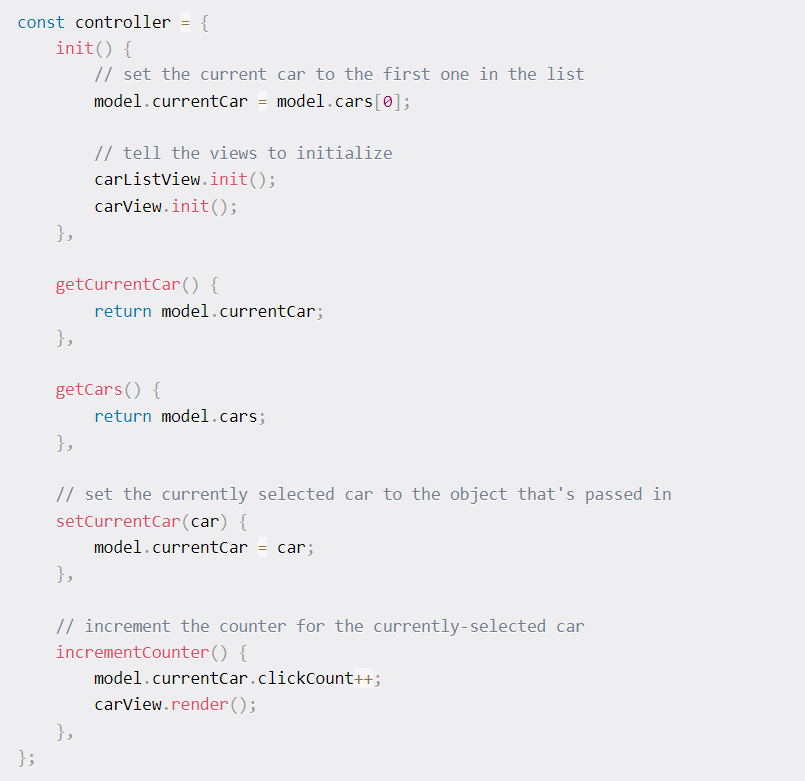 const controller = {
    init() {
        // set the current car to the first one in the list
        model.currentCar = model.cars[0];

        // tell the views to initialize
        carListView.init();
        carView.init();
    },

    getCurrentCar() {
        return model.currentCar;
    },

    getCars() {
        return model.cars;
    },

    // set the currently selected car to the object that's passed in
    setCurrentCar(car) {
        model.currentCar = car;
    },

    // increment the counter for the currently-selected car
    incrementCounter() {
        model.currentCar.clickCount++;
        carView.render();
    },
};